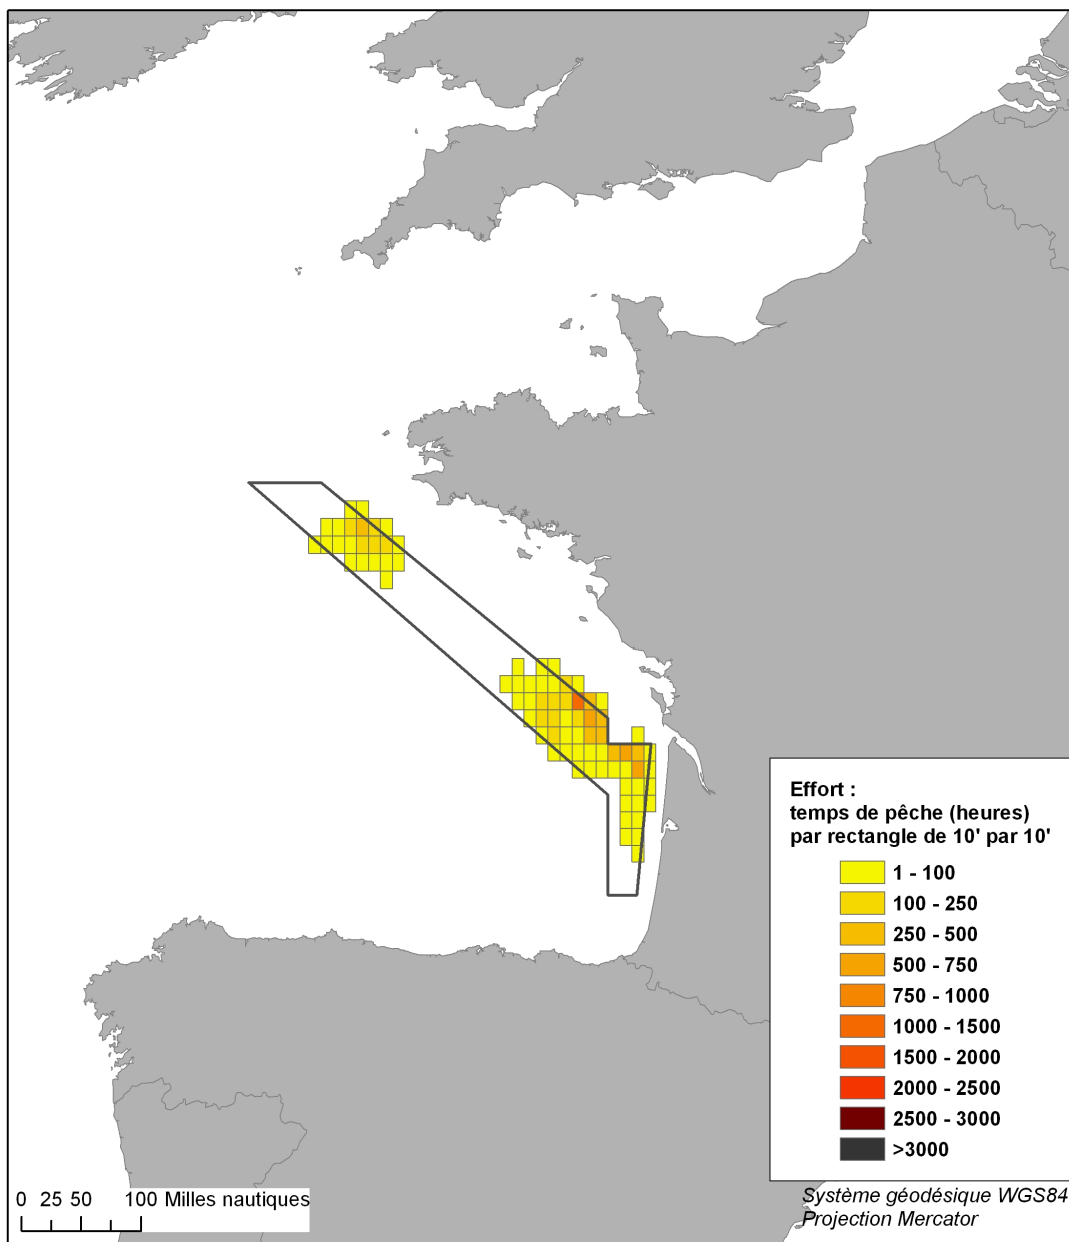 Effort :
temps de pêche (heures)
par rectangle de 10' par 10'
1 - 100
100 - 250
250 - 500
500 - 750
750 - 1000
1000 - 1500
1500 - 2000
2000 - 2500
2500 - 3000
>3000
0 25 50 100 Milles nautiques
Système géodésique WGS84
Projection Mercator